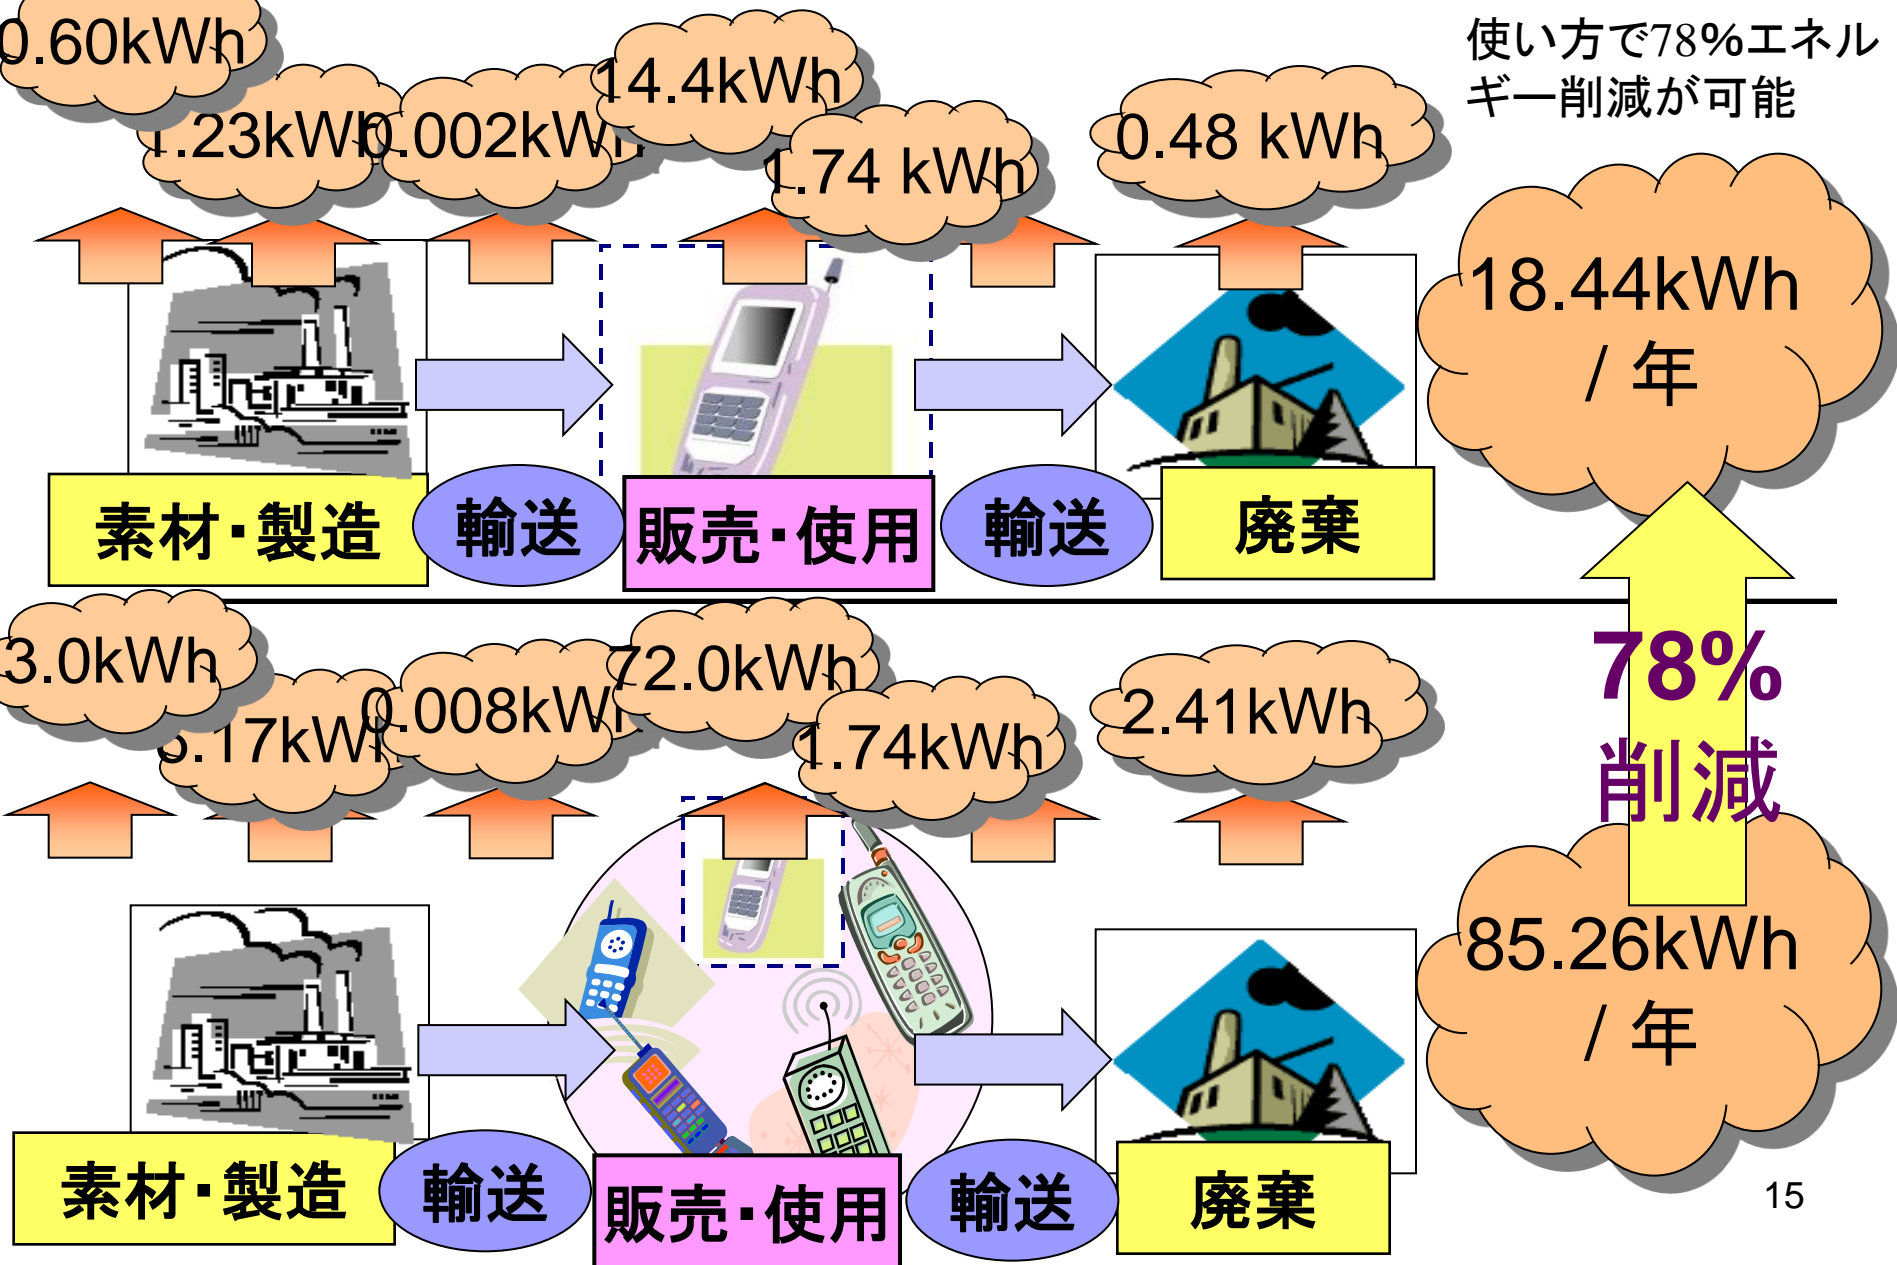 使い方で78%エネル
ギー削減が可能
0.60kWh
1.23kWh
0.002kWh
14.4kWh
1.74 kWh
0.48 kWh
18.44kWh
/ 年
素材・製造
輸送
販売・使用
輸送
廃棄
78%
削減
3.0kWh
0.008kWh
72.0kWh
1.74kWh
2.41kWh
85.26kWh
/ 年
素材・製造
輸送
販売・使用
輸送
廃棄
15